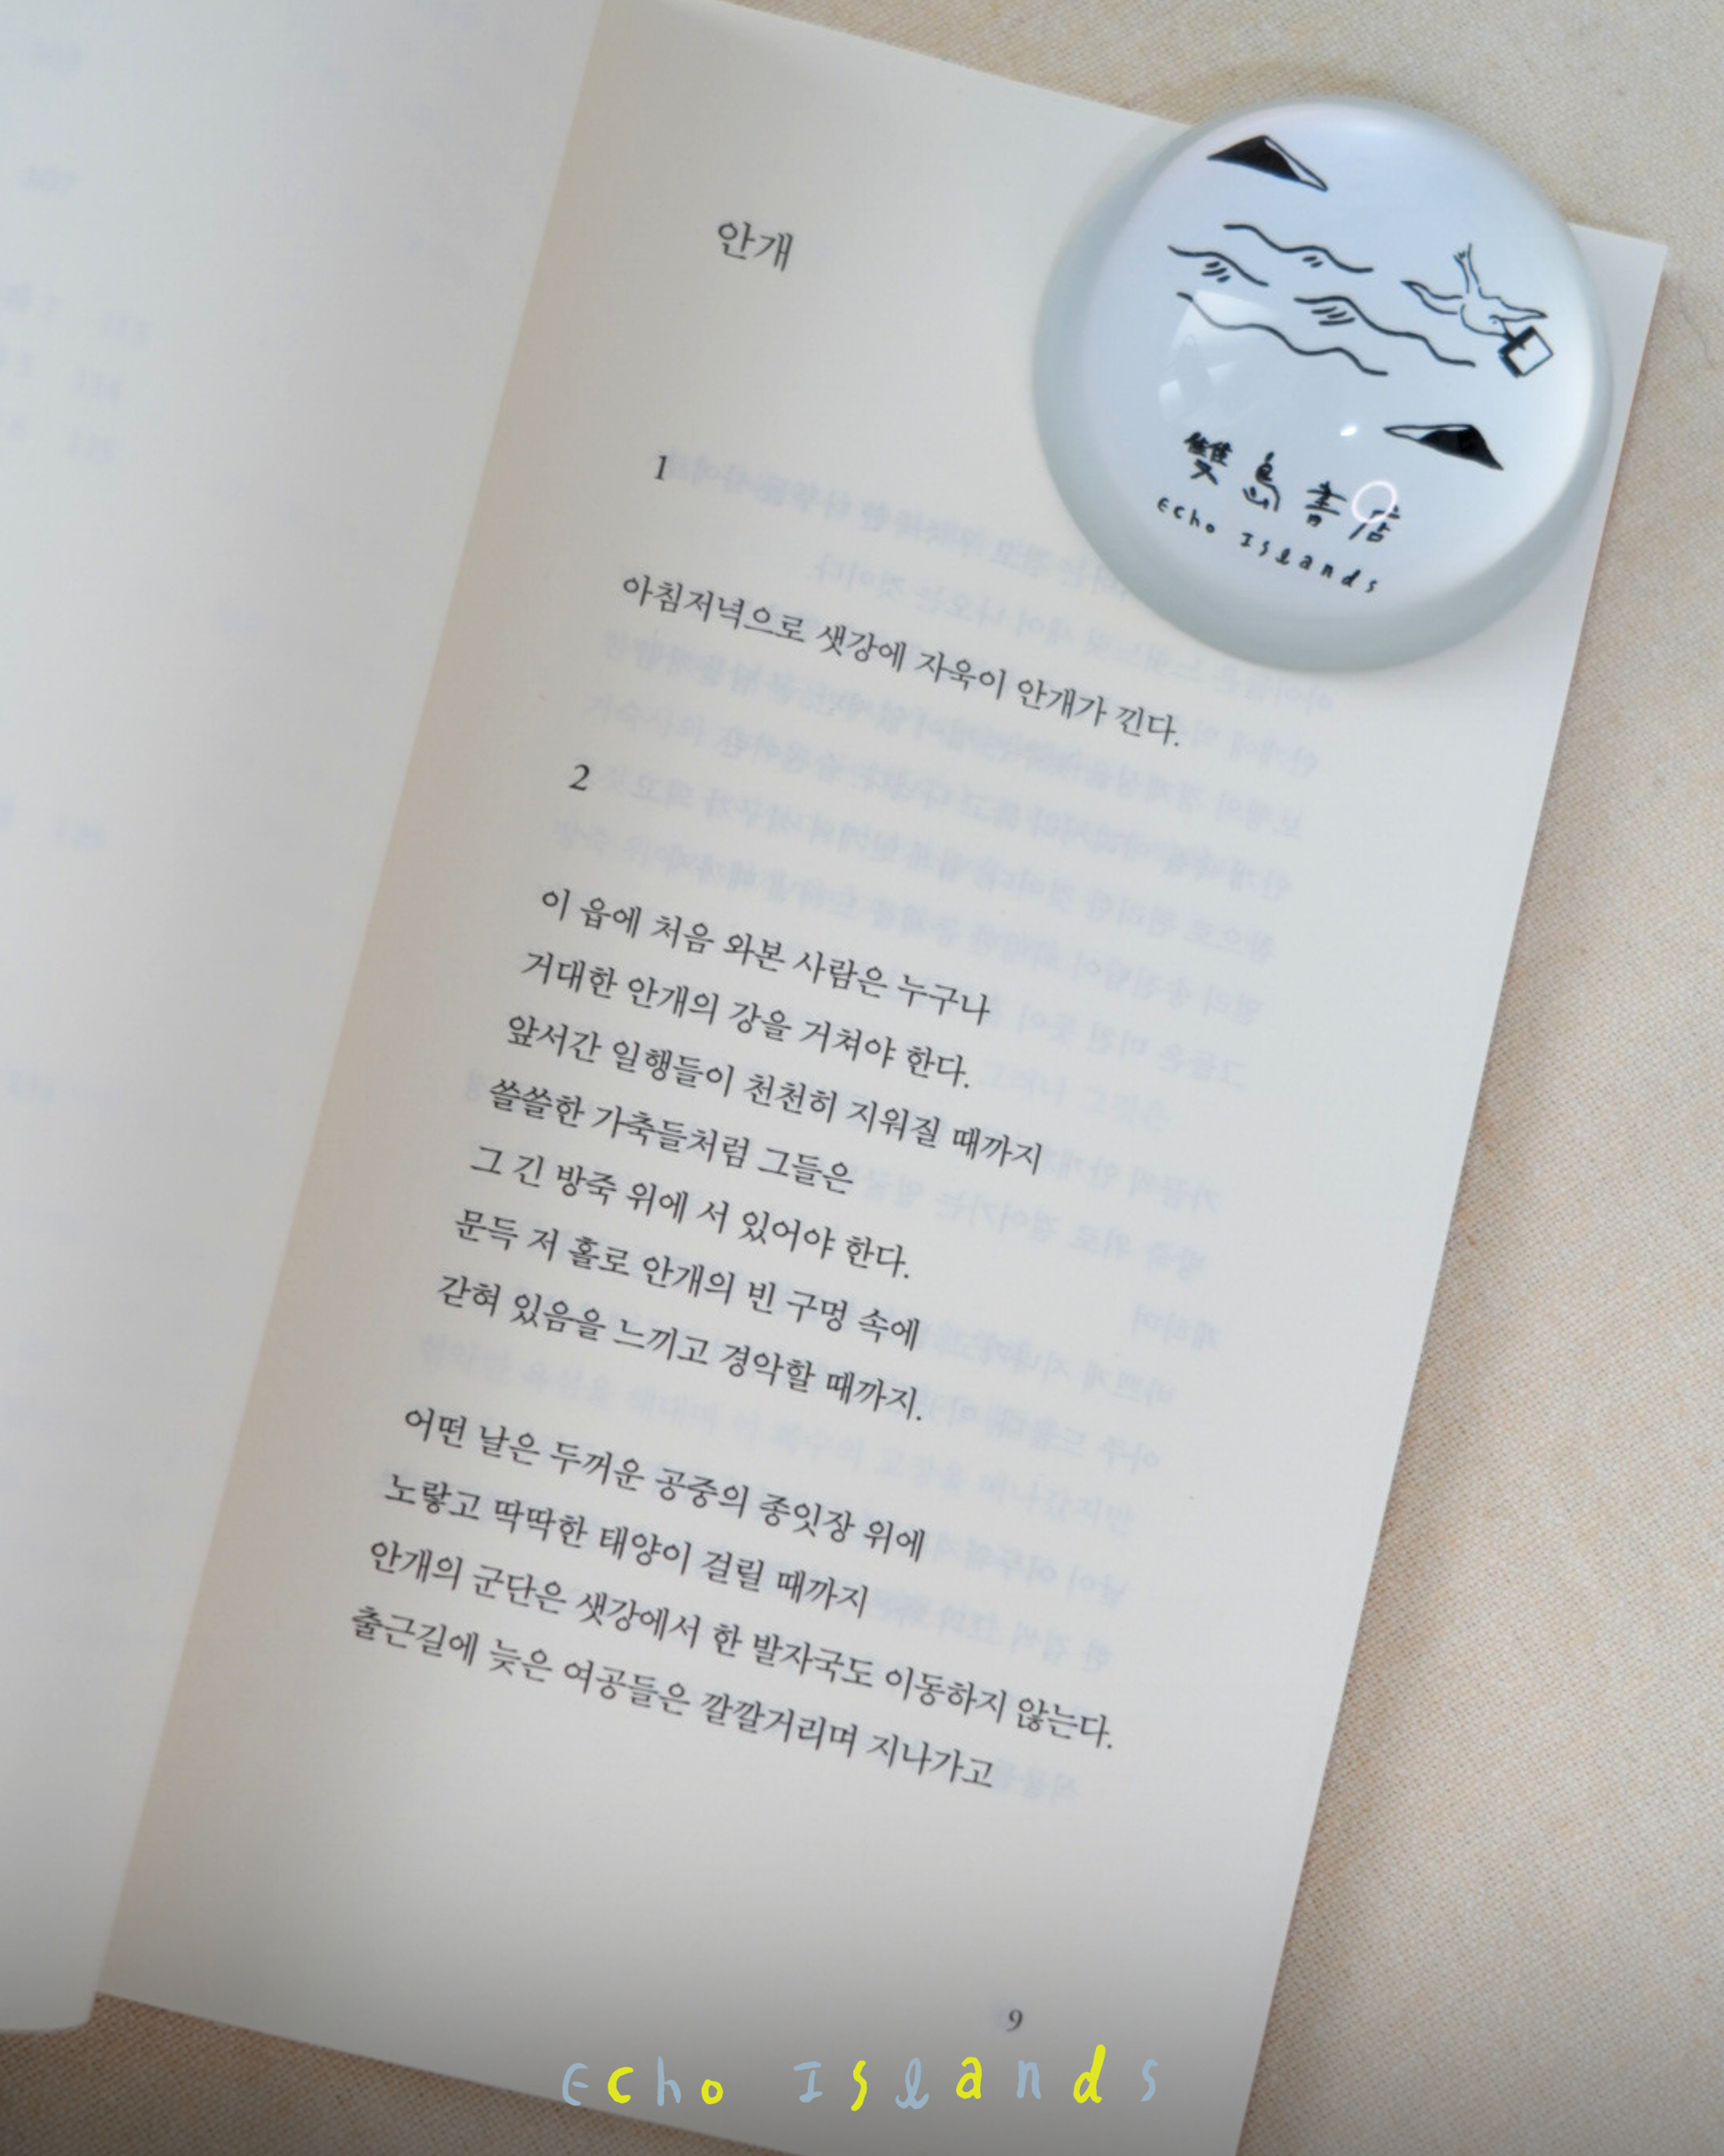 안개
1
아침저녁으로 샛강에 자욱이 안개가 낀다.
2
이 읍에 처음 와본 사람은 누구나
거대한 안개의 강을 거쳐야 한다.
앞서간 일행들이 천천히 지워질 때까지
쓸쓸한 가축들처럼 그들은
그 긴 방죽 위에 서 있어야 한다.
문득 저 홀로 안개의 빈 구멍 속에
갇혀 있음을 느끼고 경악할 때까지.
어떤 날은 두꺼운 공중의 종잇장 위에
노랗고 딱딱한 태양이 걸릴 때까지
안개의 군단은 샛강에서 한 발자국도 이동하지 않는다.
출근길에 늦은 여공들은 깔깔거리며 지나가고
9
雙島書店
Echo Islands
Echo Islands